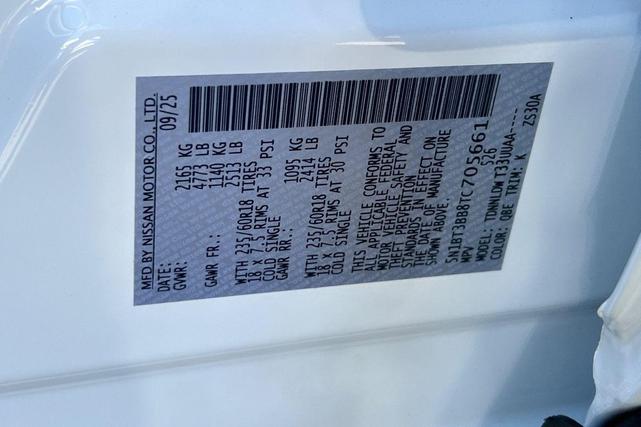 MFD BY NISSAN MOTOR CO., LTD.
DATE: 09/25
GVWR: 2165 KG
4773 LB
GAWR FR.: 1140 KG
2513 LB
WITH 235/60R18 TIRES
18 X 7.5 RIMS AT 33 PSI
COLD SINGLE
GAWR RR.: 1095 KG
2414 LB
WITH 235/60R18 TIRES
18 X 7.5 RIMS AT 30 PSI
COLD SINGLE
THIS VEHICLE CONFORMS TO
ALL APPLICABLE FEDERAL
MOTOR VEHICLE SAFETY AND
THEFT PREVENTION
STANDARDS IN EFFECT ON
THE DATE OF MANUFACTURE
SHOWN ABOVE.
5N1BT3BB8TC705661
MPV 526
MODEL: TDNNLDWT33UUAA-----
COLOR: QBE TRIM: K ZS30A